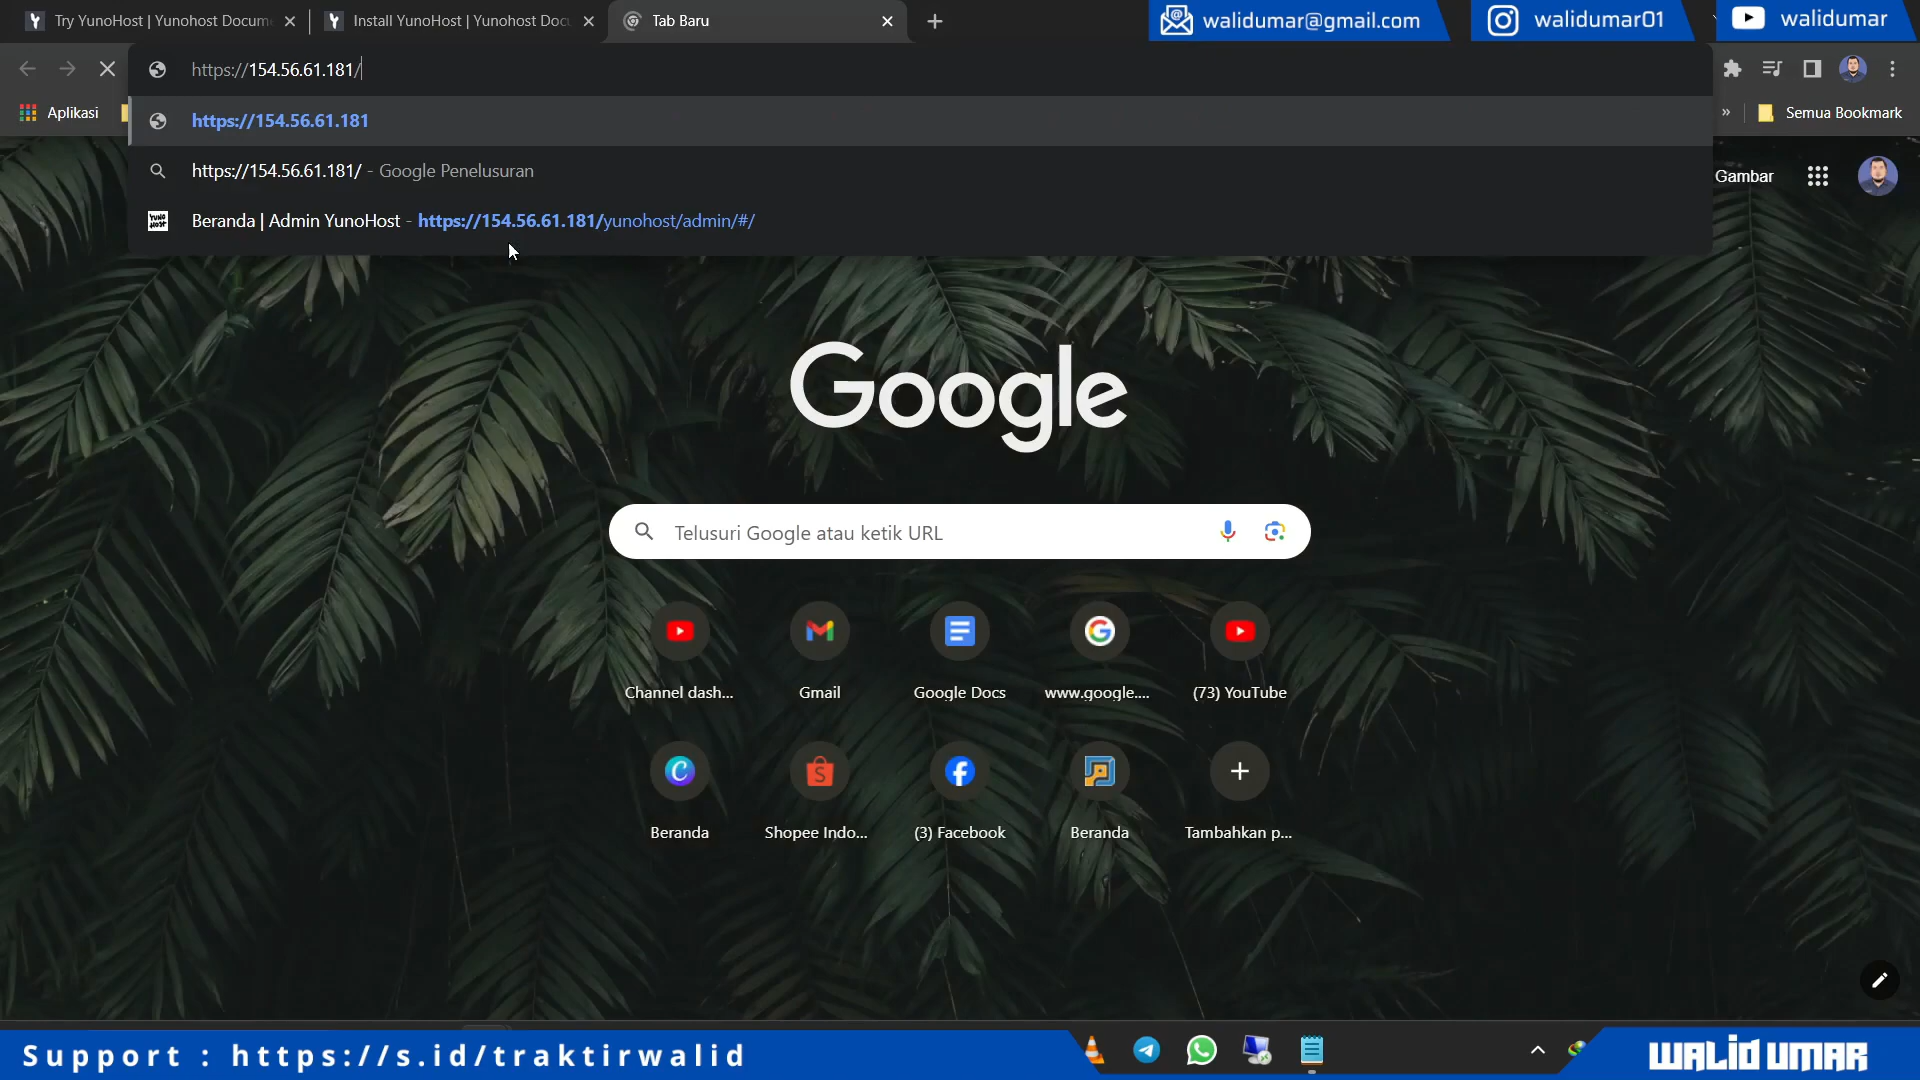 Try YunoHost | Yunohost Docum
Install YunoHost | Yunohost Docu
Tab Baru
walidumar@gmail.com
walidumar01
walidumar
https://154.56.61.181/
Aplikasi
https://154.56.61.181
» Semua Bookmark
https://154.56.61.181/ - Google Penelusuran
Gambar
Beranda | Admin YunoHost - https://154.56.61.181/yunohost/admin/#/
Google
Telusuri Google atau ketik URL
Channel dash...
Gmail
Google Docs
www.google....
(73) YouTube
Beranda
Shopee Indo...
(3) Facebook
Beranda
Tambahkan p...
Support : https://s.id/traktirwalid
WALID UMAR